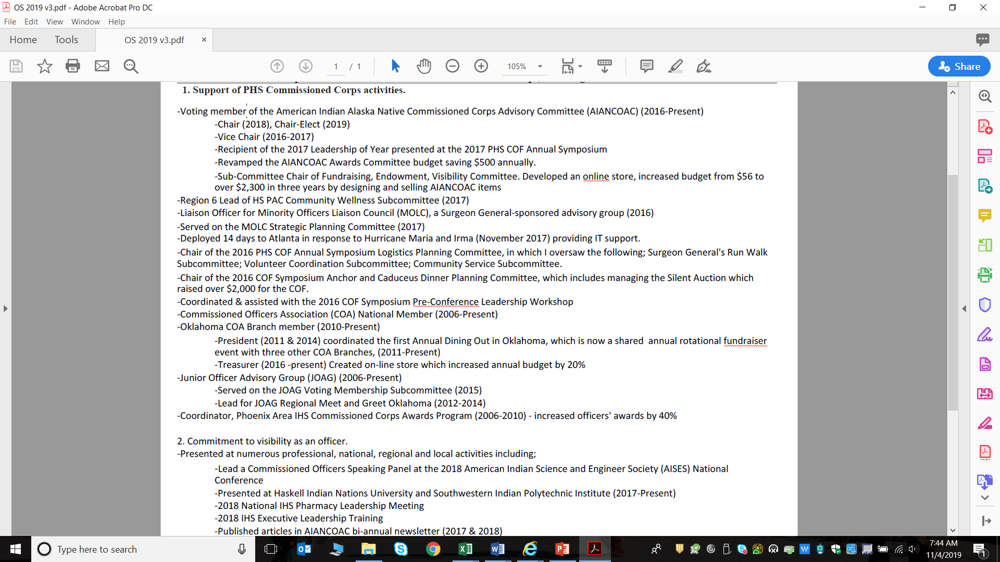 OS 2019 v3.pdf - Adobe Acrobat Pro DC
File Edit View Window Help
Home Tools OS 2019 v3.pdf ×
1 / 1 105% Share
1. Support of PHS Commissioned Corps activities.
-Voting member of the American Indian Alaska Native Commissioned Corps Advisory Committee (AIANCOAC) (2016-Present)
-Chair (2018), Chair-Elect (2019)
-Vice Chair (2016-2017)
-Recipient of the 2017 Leadership of Year presented at the 2017 PHS COF Annual Symposium
-Revamped the AIANCOAC Awards Committee budget saving $500 annually.
-Sub-Committee Chair of Fundraising, Endowment, Visibility Committee. Developed an online store, increased budget from $56 to
over $2,300 in three years by designing and selling AIANCOAC items
-Region 6 Lead of HS PAC Community Wellness Subcommittee (2017)
-Liaison Officer for Minority Officers Liaison Council (MOLC), a Surgeon General-sponsored advisory group (2016)
-Served on the MOLC Strategic Planning Committee (2017)
-Deployed 14 days to Atlanta in response to Hurricane Maria and Irma (November 2017) providing IT support.
-Chair of the 2016 PHS COF Annual Symposium Logistics Planning Committee, in which I oversaw the following; Surgeon General's Run Walk
Subcommittee; Volunteer Coordination Subcommittee; Community Service Subcommittee.
-Chair of the 2016 COF Symposium Anchor and Caduceus Dinner Planning Committee, which includes managing the Silent Auction which
raised over $2,000 for the COF.
-Coordinated & assisted with the 2016 COF Symposium Pre-Conference Leadership Workshop
-Commissioned Officers Association (COA) National Member (2006-Present)
-Oklahoma COA Branch member (2010-Present)
-President (2011 & 2014) coordinated the first Annual Dining Out in Oklahoma, which is now a shared  annual rotational fundraiser
event with three other COA Branches, (2011-Present)
-Treasurer (2016 -present) Created on-line store which increased annual budget by 20%
-Junior Officer Advisory Group (JOAG) (2006-Present)
-Served on the JOAG Voting Membership Subcommittee (2015)
-Lead for JOAG Regional Meet and Greet Oklahoma (2012-2014)
-Coordinator, Phoenix Area IHS Commissioned Corps Awards Program (2006-2010) - increased officers' awards by 40%
2. Commitment to visibility as an officer.
-Presented at numerous professional, national, regional and local activities including;
-Lead a Commissioned Officers Speaking Panel at the 2018 American Indian Science and Engineer Society (AISES) National
Conference
-Presented at Haskell Indian Nations University and Southwestern Indian Polytechnic Institute (2017-Present)
-2018 National IHS Pharmacy Leadership Meeting
-2018 IHS Executive Leadership Training
-Published articles in AIANCOAC bi-annual newsletter (2017 & 2018)
Type here to search
7:44 AM
11/4/2019
1